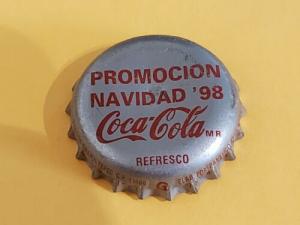 PROMOCION
NAVIDAD '98
Coca-Cola MR
REFRESCO